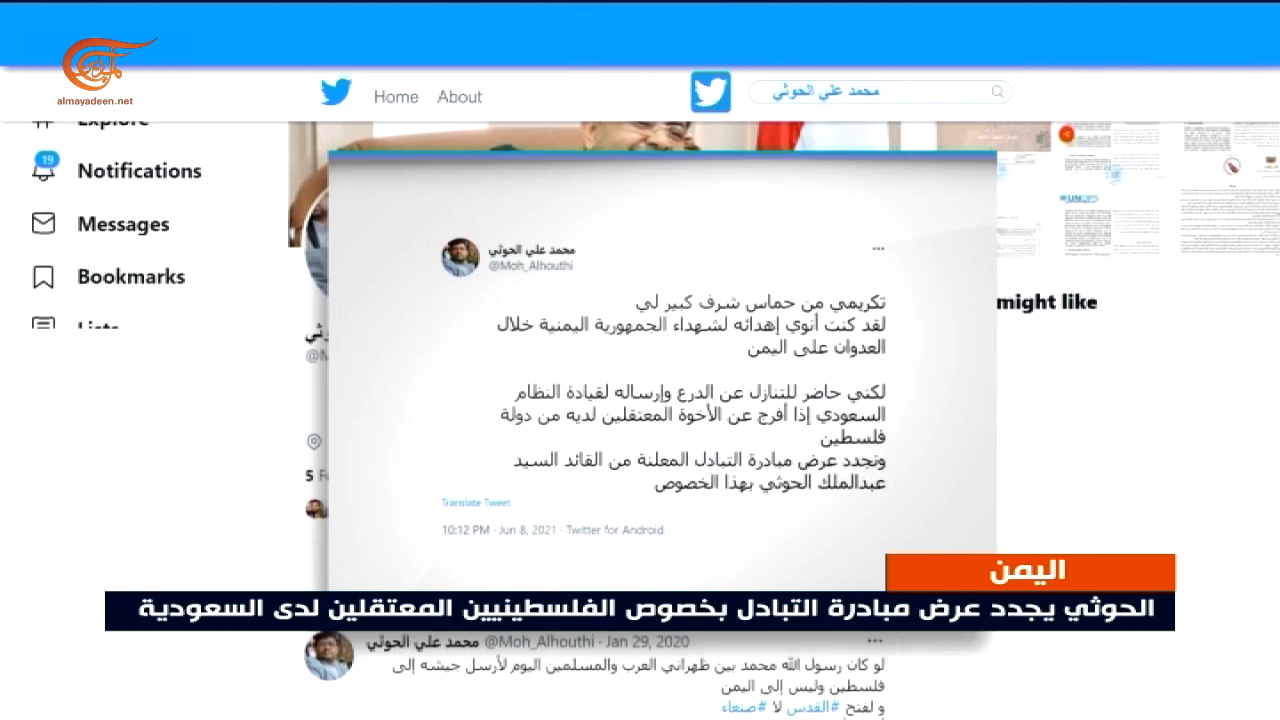 almayadeen.net
Home About
محمد علي الحوثي
Explore
19
Notifications
Messages
Bookmarks
Lists
might like
محمد علي الحوثي
@Moh_Alhouthi
تكريمي من حماس شرف كبير لي
لقد كنت أنوي إهدائه لشهداء الجمهورية اليمنية خلال
العدوان على اليمن
لكني حاضر للتنازل عن الدرع وإرساله لقيادة النظام
السعودي إذا أفرج عن الأخوة المعتقلين لديه من دولة
فلسطين
ونجدد عرض مبادرة التبادل المعلنة من القائد السيد
عبدالملك الحوثي بهذا الخصوص
Translate Tweet
10:12 PM · Jun 8, 2021 · Twitter for Android
اليمن
الحوثي يجدد عرض مبادرة التبادل بخصوص الفلسطينيين المعتقلين لدى السعودية
محمد علي الحوثي @Moh_Alhouthi · Jan 29, 2020
لو كان رسول الله محمد بين ظهراني العرب والمسلمين اليوم لأرسل جيشه إلى
فلسطين وليس إلى اليمن
و لفتح #القدس لا #صنعاء